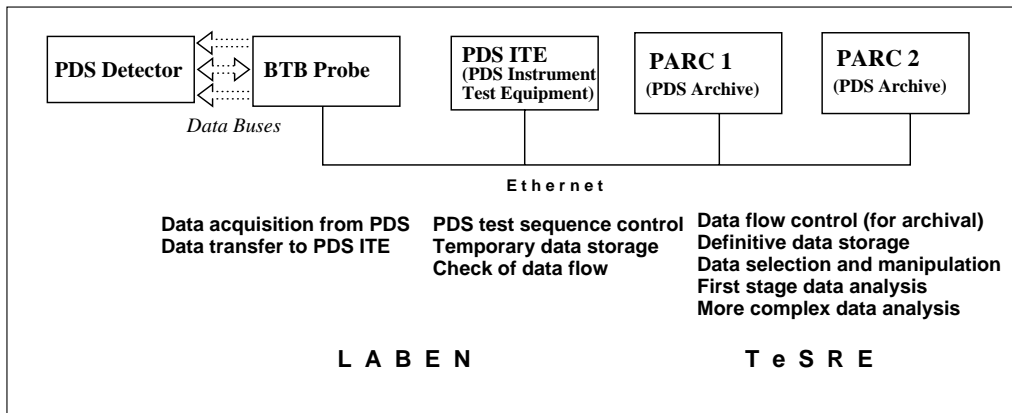 PDS Detector
BTB Probe
Data Buses
PDS ITE
(PDS Instrument
Test Equipment)
PARC 1
(PDS Archive)
PARC 2
(PDS Archive)
Ethernet
Data acquisition from PDS
Data transfer to PDS ITE
PDS test sequence control
Temporary data storage
Check of data flow
Data flow control (for archival)
Definitive data storage
Data selection and manipulation
First stage data analysis
More complex data analysis
LABEN
TeSRE